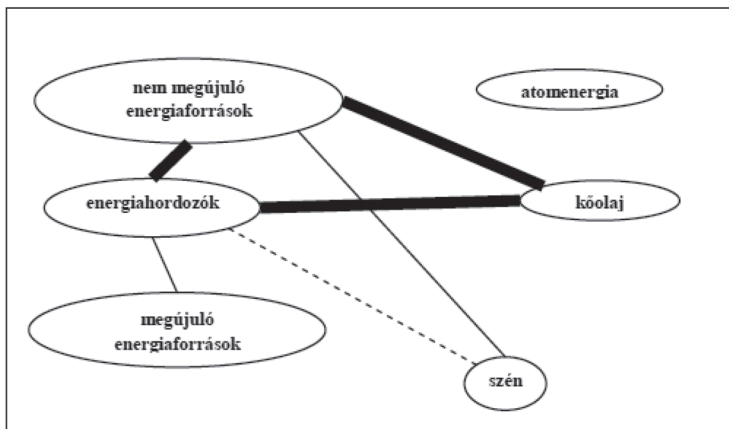 nem megújuló
energiaforrások
atomenergia
energiahordozók
kőolaj
megújuló
energiaforrások
szén